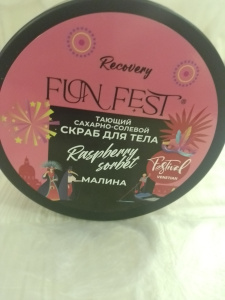 Recovery
FUN FEST®
ТАЮЩИЙ
САХАРНО-СОЛЕВОЙ
СКРАБ ДЛЯ ТЕЛА
Raspberry
sorbet
МАЛИНА
Festival